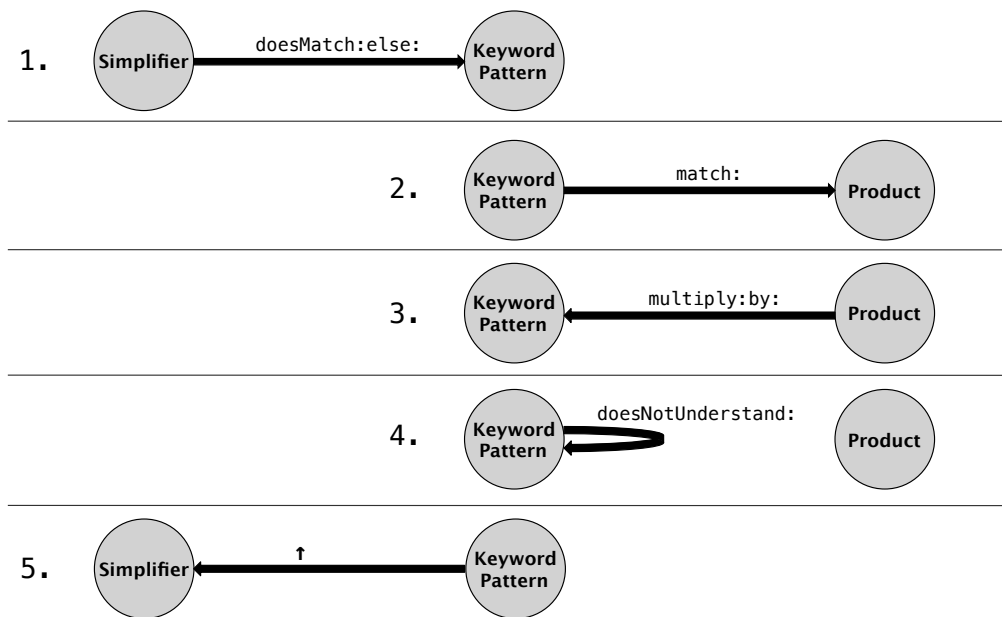 1.
Simplifier
doesMatch:else:
Keyword
Pattern
2.
Keyword
Pattern
match:
Product
3.
Keyword
Pattern
multiply:by:
Product
4.
Keyword
Pattern
doesNotUnderstand:
Product
5.
Simplifier
↑
Keyword
Pattern